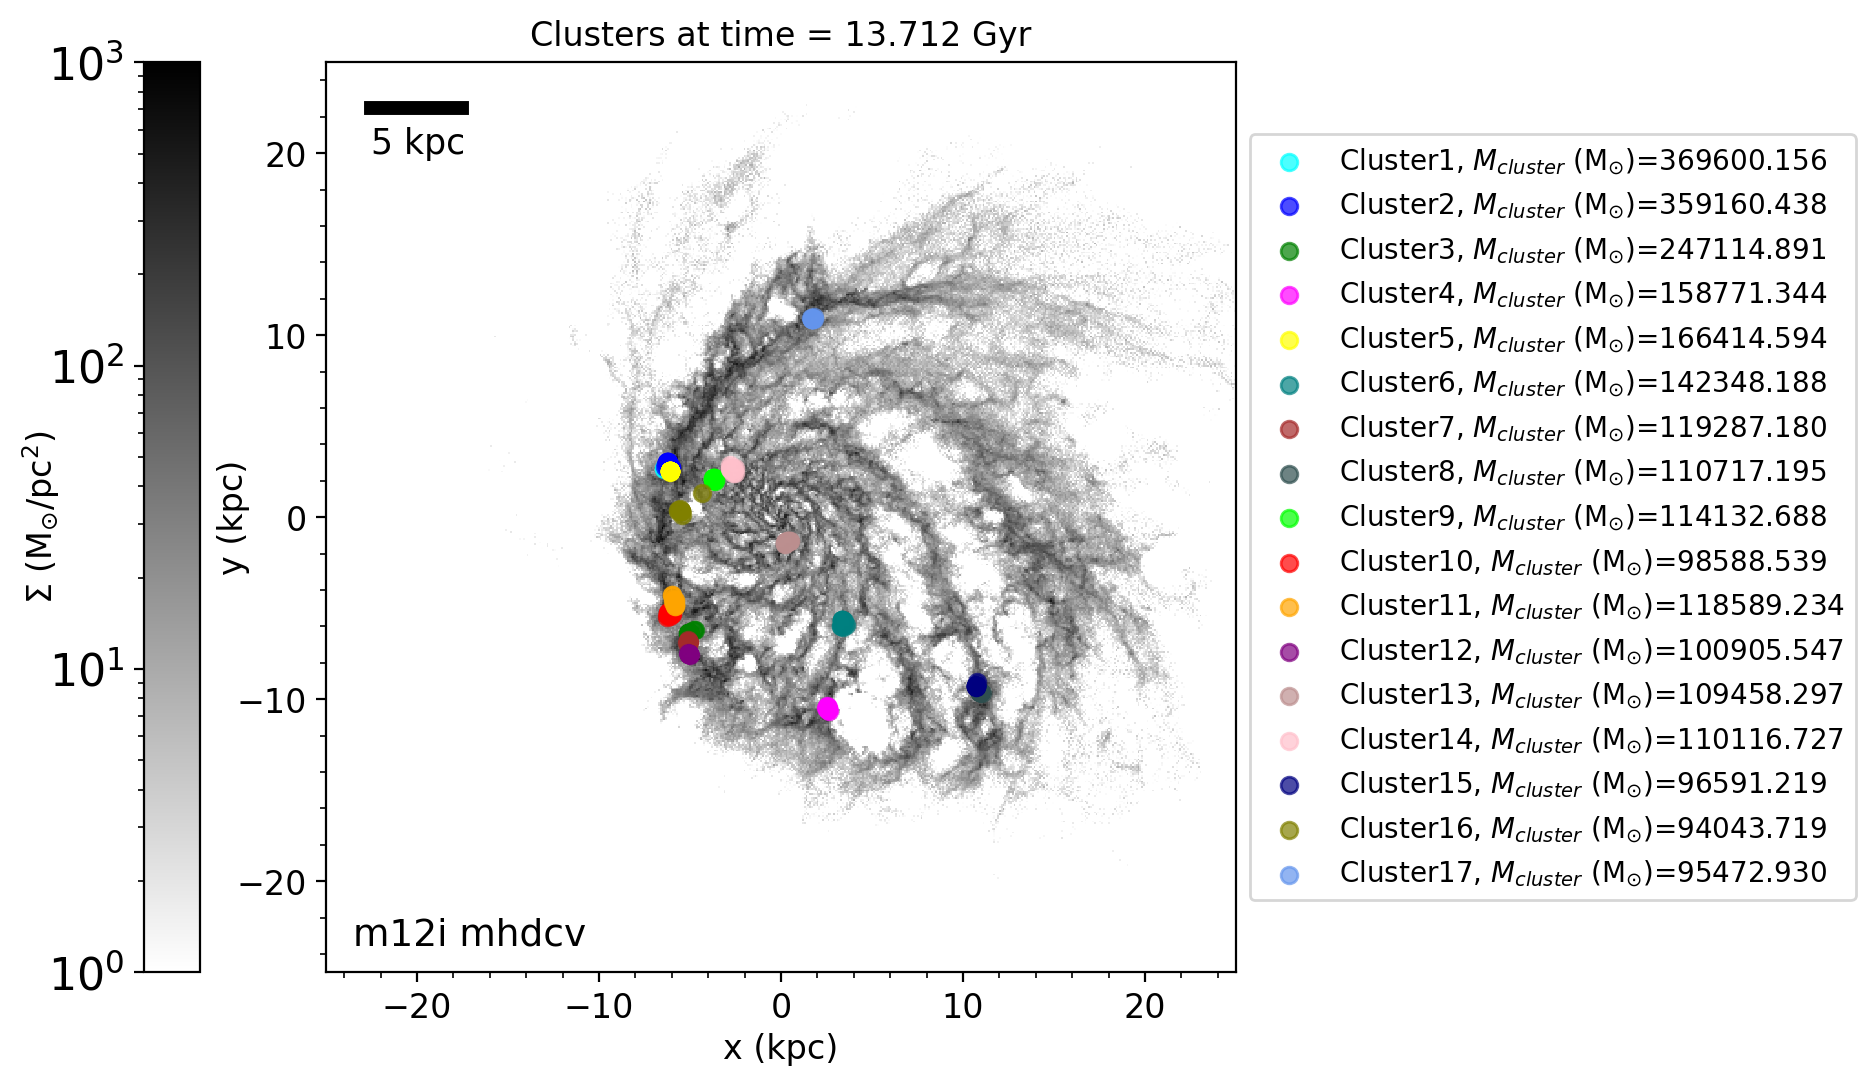 Clusters at time = 13.712 Gyr
10³
10²
10¹
10⁰
Σ (M☉/pc²)
y (kpc)
20
10
0
−10
−20
5 kpc
m12i mhdcv
−20
−10
0
10
20
x (kpc)
Cluster1, M_cluster (M☉)=369600.156
Cluster2, M_cluster (M☉)=359160.438
Cluster3, M_cluster (M☉)=247114.891
Cluster4, M_cluster (M☉)=158771.344
Cluster5, M_cluster (M☉)=166414.594
Cluster6, M_cluster (M☉)=142348.188
Cluster7, M_cluster (M☉)=119287.180
Cluster8, M_cluster (M☉)=110717.195
Cluster9, M_cluster (M☉)=114132.688
Cluster10, M_cluster (M☉)=98588.539
Cluster11, M_cluster (M☉)=118589.234
Cluster12, M_cluster (M☉)=100905.547
Cluster13, M_cluster (M☉)=109458.297
Cluster14, M_cluster (M☉)=110116.727
Cluster15, M_cluster (M☉)=96591.219
Cluster16, M_cluster (M☉)=94043.719
Cluster17, M_cluster (M☉)=95472.930